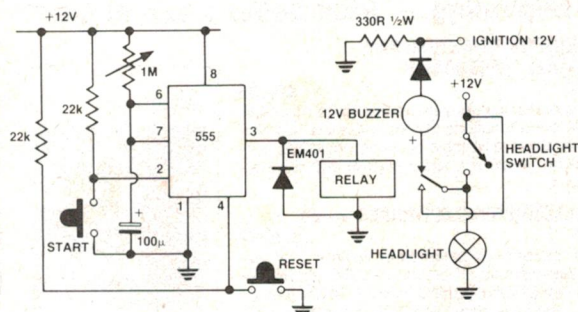 +12V
330R ½W
IGNITION 12V
1M
8
22k
6
12V BUZZER
+12V
22k
7
555
3
EM401
HEADLIGHT
SWITCH
2
+
RELAY
1
4
START
+
100µ
RESET
HEADLIGHT